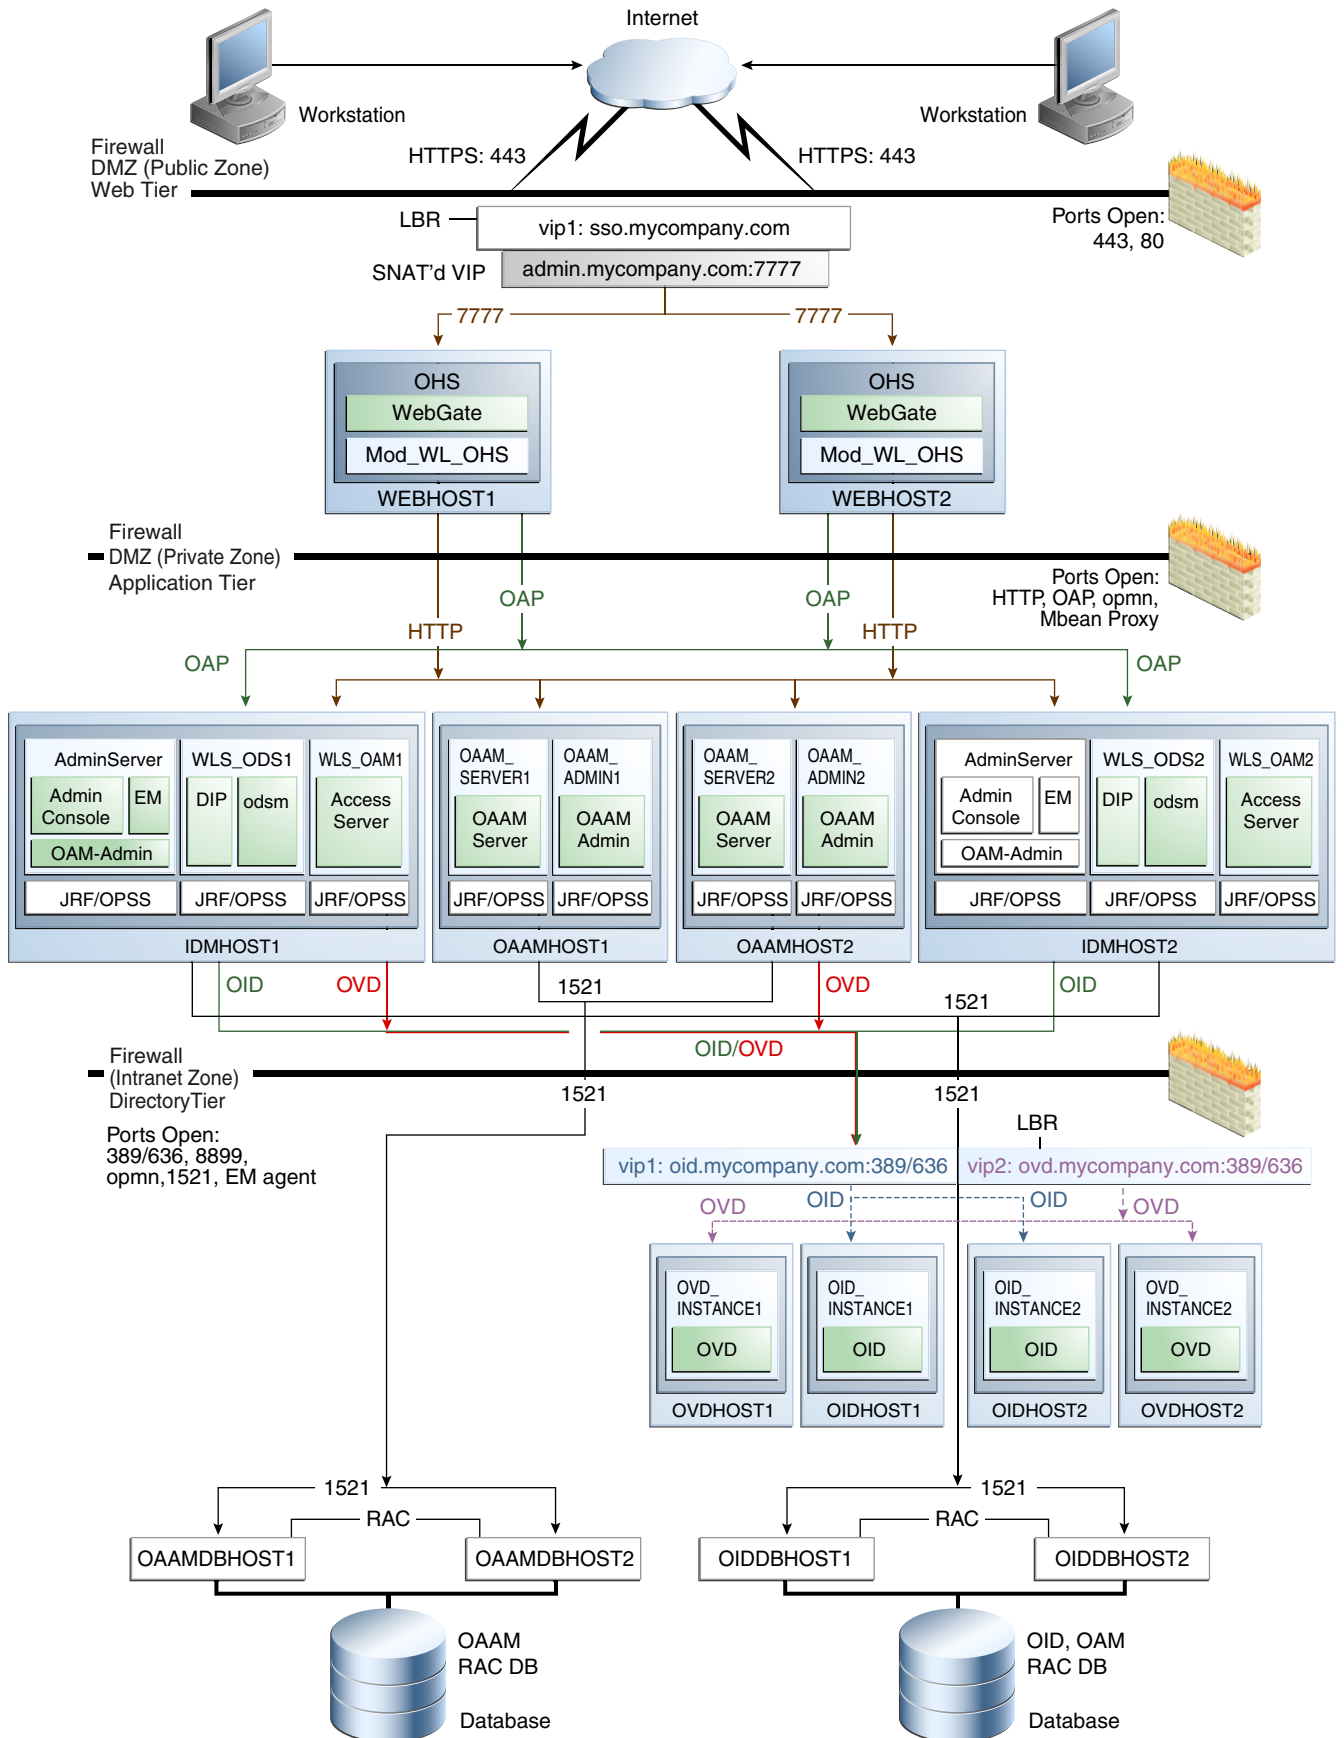 Internet
Workstation
Workstation
Firewall
DMZ (Public Zone)
Web Tier
HTTPS: 443
HTTPS: 443
Ports Open:
443, 80
LBR
vip1: sso.mycompany.com
SNAT'd VIP
admin.mycompany.com:7777
7777
7777
OHS
WebGate
Mod_WL_OHS
WEBHOST1
OHS
WebGate
Mod_WL_OHS
WEBHOST2
Firewall
DMZ (Private Zone)
Application Tier
Ports Open:
HTTP, OAP, opmn,
Mbean Proxy
OAP
OAP
HTTP
HTTP
OAP
OAP
AdminServer
Admin
Console
EM
OAM-Admin
JRF/OPSS
WLS_ODS1
DIP
odsm
JRF/OPSS
WLS_OAM1
Access
Server
JRF/OPSS
IDMHOST1
OAAM_
SERVER1
OAAM
Server
JRF/OPSS
OAAM_
ADMIN1
OAAM
Admin
JRF/OPSS
OAAMHOST1
OAAM_
SERVER2
OAAM
Server
JRF/OPSS
OAAM_
ADMIN2
OAAM
Admin
JRF/OPSS
OAAMHOST2
AdminServer
Admin
Console
EM
OAM-Admin
JRF/OPSS
WLS_ODS2
DIP
odsm
JRF/OPSS
WLS_OAM2
Access
Server
JRF/OPSS
IDMHOST2
OID
OVD
1521
OVD
1521
OID
OID/OVD
Firewall
(Intranet Zone)
DirectoryTier
1521
1521
Ports Open:
389/636, 8899,
opmn,1521, EM agent
LBR
vip1: oid.mycompany.com:389/636
vip2: ovd.mycompany.com:389/636
OVD
OID
OID
OVD
OVD_
INSTANCE1
OVD
OVDHOST1
OID_
INSTANCE1
OID
OIDHOST1
OID_
INSTANCE2
OID
OIDHOST2
OVD_
INSTANCE2
OVD
OVDHOST2
1521
RAC
OAAMDBHOST1
OAAMDBHOST2
1521
RAC
OIDDBHOST1
OIDDBHOST2
OAAM
RAC DB
Database
OID, OAM
RAC DB
Database